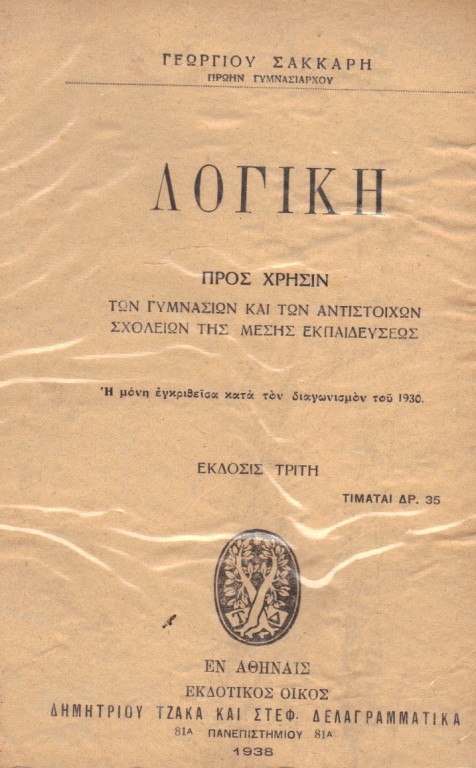 ΓΕΩΡΓΙΟΥ ΣΑΚΚΑΡΗ
ΠΡΩΗΝ ΓΥΜΝΑΣΙΑΡΧΟΥ
ΛΟΓΙΚΗ
ΠΡΟΣ ΧΡΗΣΙΝ
ΤΩΝ ΓΥΜΝΑΣΙΩΝ ΚΑΙ ΤΩΝ ΑΝΤΙΣΤΟΙΧΩΝ
ΣΧΟΛΕΙΩΝ ΤΗΣ ΜΕΣΗΣ ΕΚΠΑΙΔΕΥΣΕΩΣ
Ἡ μόνη ἐγκριθεῖσα κατὰ τὸν διαγωνισμὸν τοῦ 1930.
ΕΚΔΟΣΙΣ ΤΡΙΤΗ
ΤΙΜΑΤΑΙ ΔΡ. 35
Τ Δ
ΕΝ ΑΘΗΝΑΙΣ
ΕΚΔΟΤΙΚΟΣ ΟΙΚΟΣ
ΔΗΜΗΤΡΙΟΥ ΤΖΑΚΑ ΚΑΙ ΣΤΕΦ. ΔΕΛΑΓΡΑΜΜΑΤΙΚΑ
81Α ΠΑΝΕΠΙΣΤΗΜΙΟΥ 81Α
1938